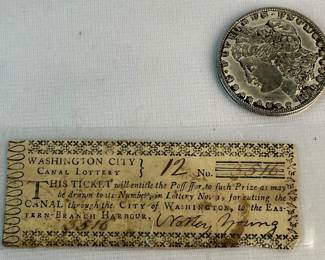 WASHINGTON CITY
CANAL LOTTERY } 12 No.
THIS TICKET will entitle the Possessor to such Prize as may
be drawn to its Number, in Lottery No. 1, for cutting the
CANAL through the CITY OF WASHINGTON, to the EAS-
TERN-BRANCH HARBOUR. Notley Young